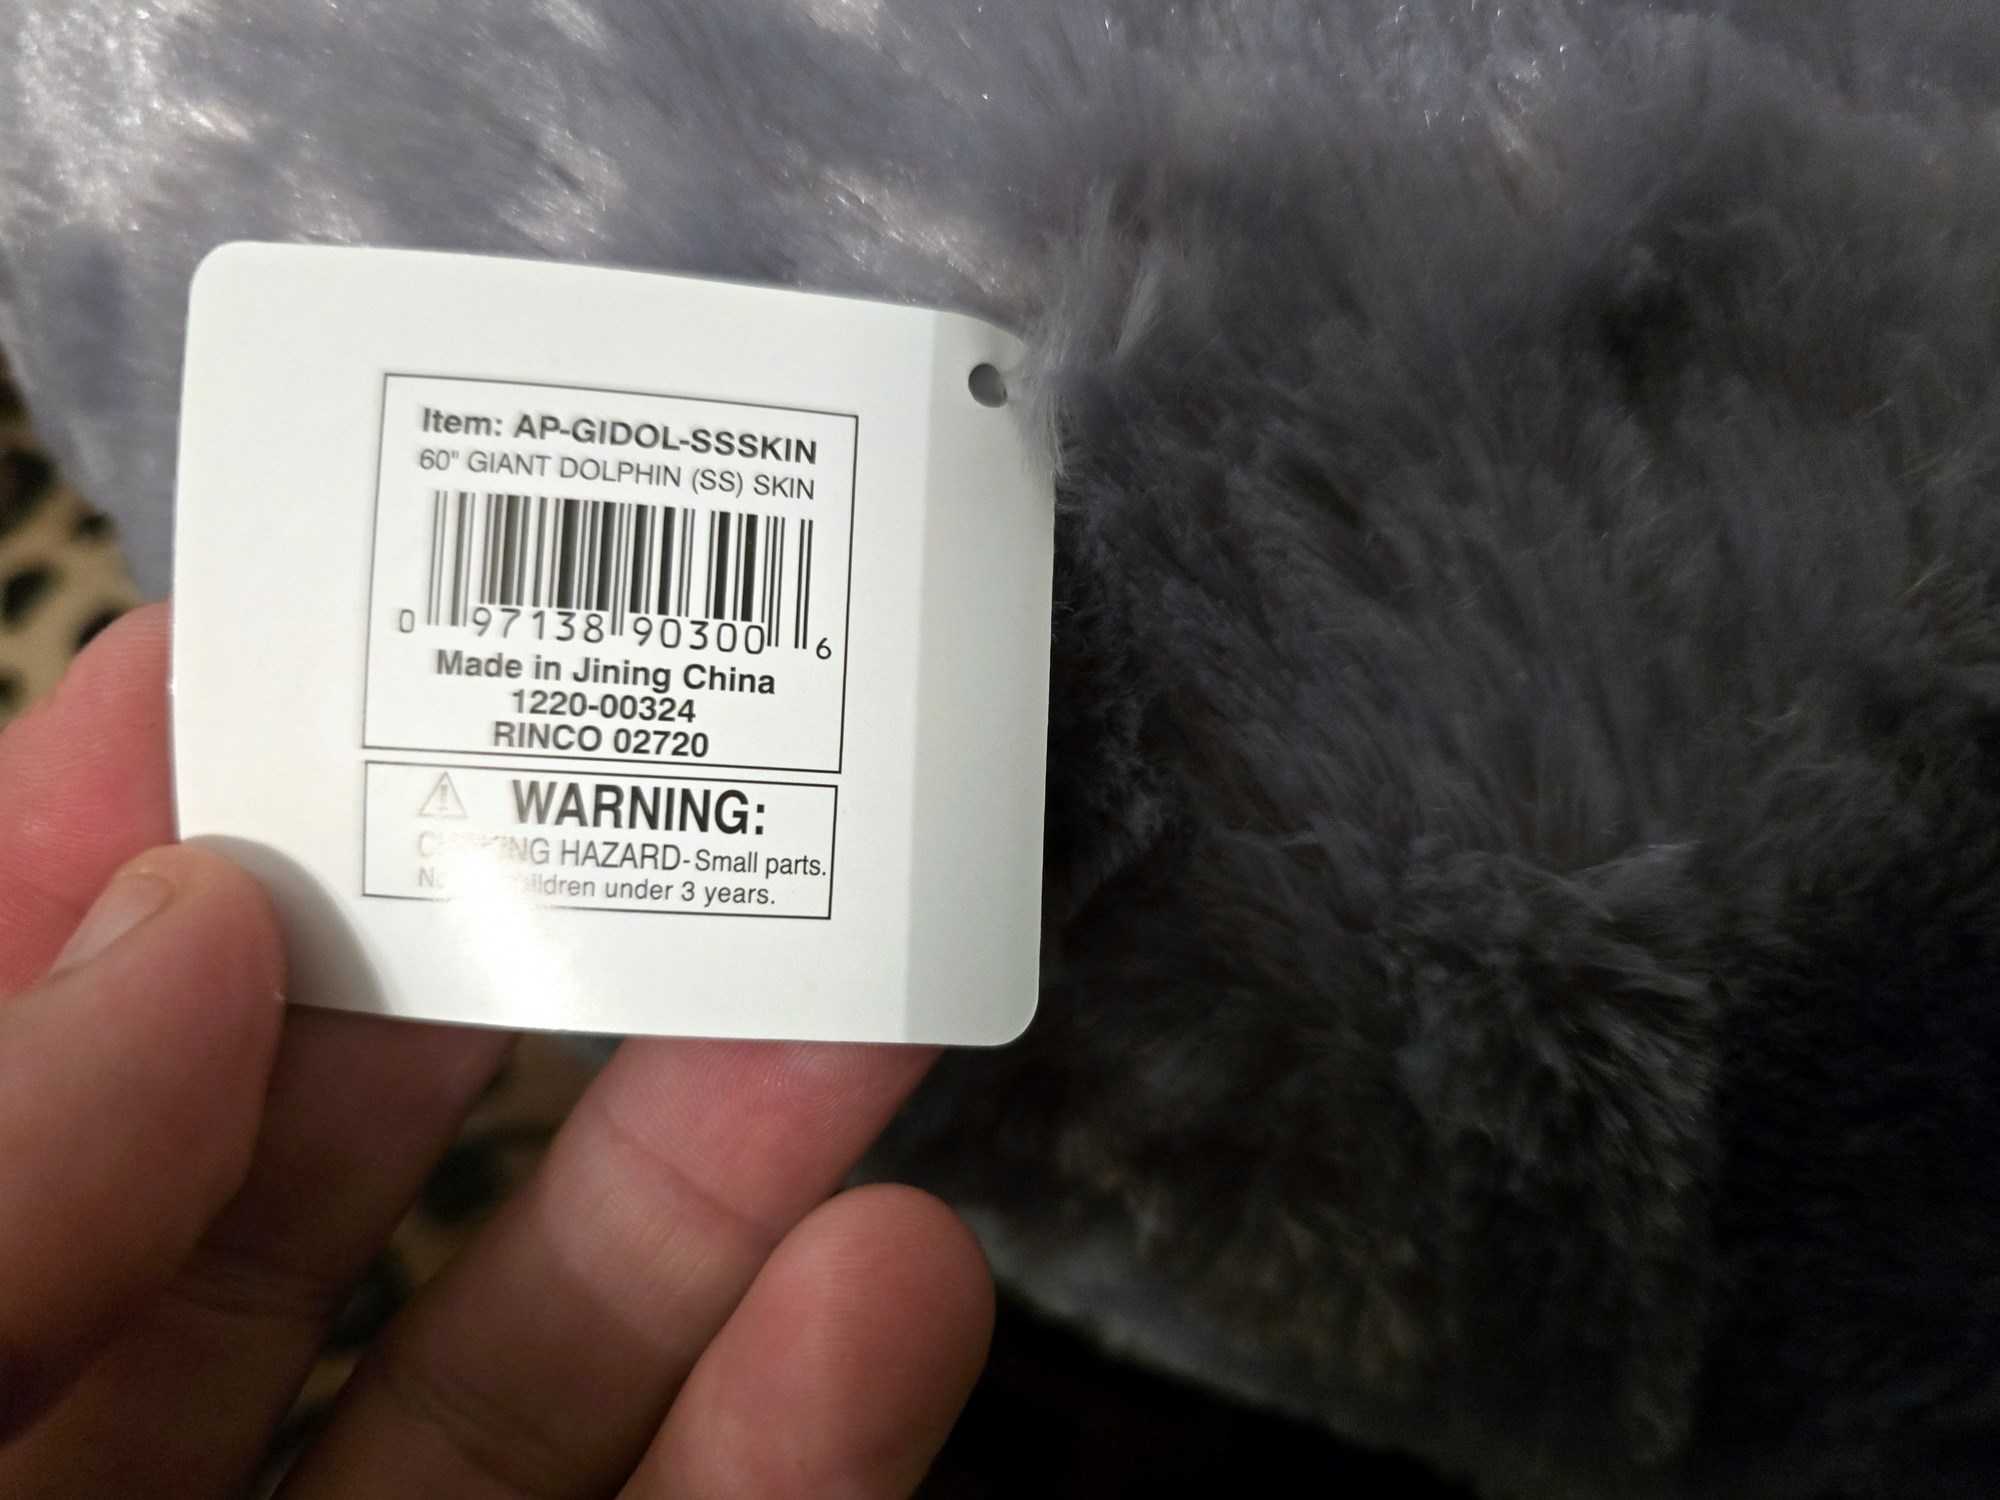 Item: AP-GIDOL-SSSKIN
60" GIANT DOLPHIN (SS) SKIN
0 97138 90300 6
Made in Jining China
1220-00324
RINCO 02720
WARNING:
HAZARD-Small parts.
under 3 years.